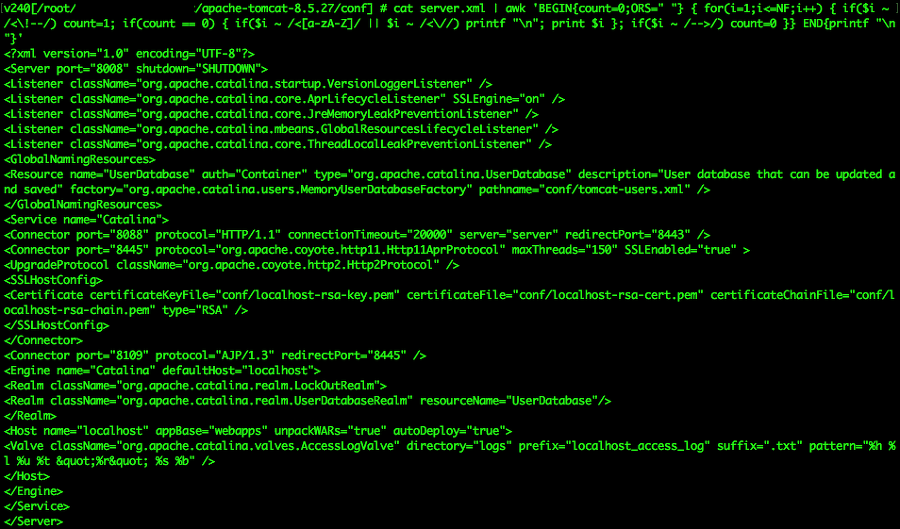 v240[/root/ /apache-tomcat-8.5.27/conf] # cat server.xml | awk 'BEGIN{count=0;ORS=" "} { for(i=1;i<=NF;i++) { if($i ~
/<\!--/) count=1; if(count == 0) { if($i ~ /<[a-zA-Z]/ || $i ~ /<\//) printf "\n"; print $i }; if($i ~ /-->/) count=0 }} END{printf "\n
"}'
<?xml version="1.0" encoding="UTF-8"?>
<Server port="8008" shutdown="SHUTDOWN">
<Listener className="org.apache.catalina.startup.VersionLoggerListener" />
<Listener className="org.apache.catalina.core.AprLifecycleListener" SSLEngine="on" />
<Listener className="org.apache.catalina.core.JreMemoryLeakPreventionListener" />
<Listener className="org.apache.catalina.mbeans.GlobalResourcesLifecycleListener" />
<Listener className="org.apache.catalina.core.ThreadLocalLeakPreventionListener" />
<GlobalNamingResources>
<Resource name="UserDatabase" auth="Container" type="org.apache.catalina.UserDatabase" description="User database that can be updated a
nd saved" factory="org.apache.catalina.users.MemoryUserDatabaseFactory" pathname="conf/tomcat-users.xml" />
</GlobalNamingResources>
<Service name="Catalina">
<Connector port="8088" protocol="HTTP/1.1" connectionTimeout="20000" server="server" redirectPort="8443" />
<Connector port="8445" protocol="org.apache.coyote.http11.Http11AprProtocol" maxThreads="150" SSLEnabled="true" >
<UpgradeProtocol className="org.apache.coyote.http2.Http2Protocol" />
<SSLHostConfig>
<Certificate certificateKeyFile="conf/localhost-rsa-key.pem" certificateFile="conf/localhost-rsa-cert.pem" certificateChainFile="conf/l
ocalhost-rsa-chain.pem" type="RSA" />
</SSLHostConfig>
</Connector>
<Connector port="8109" protocol="AJP/1.3" redirectPort="8445" />
<Engine name="Catalina" defaultHost="localhost">
<Realm className="org.apache.catalina.realm.LockOutRealm">
<Realm className="org.apache.catalina.realm.UserDatabaseRealm" resourceName="UserDatabase"/>
</Realm>
<Host name="localhost" appBase="webapps" unpackWARs="true" autoDeploy="true">
<Valve className="org.apache.catalina.valves.AccessLogValve" directory="logs" prefix="localhost_access_log" suffix=".txt" pattern="%h %
l %u %t &quot;%r&quot; %s %b" />
</Host>
</Engine>
</Service>
</Server>